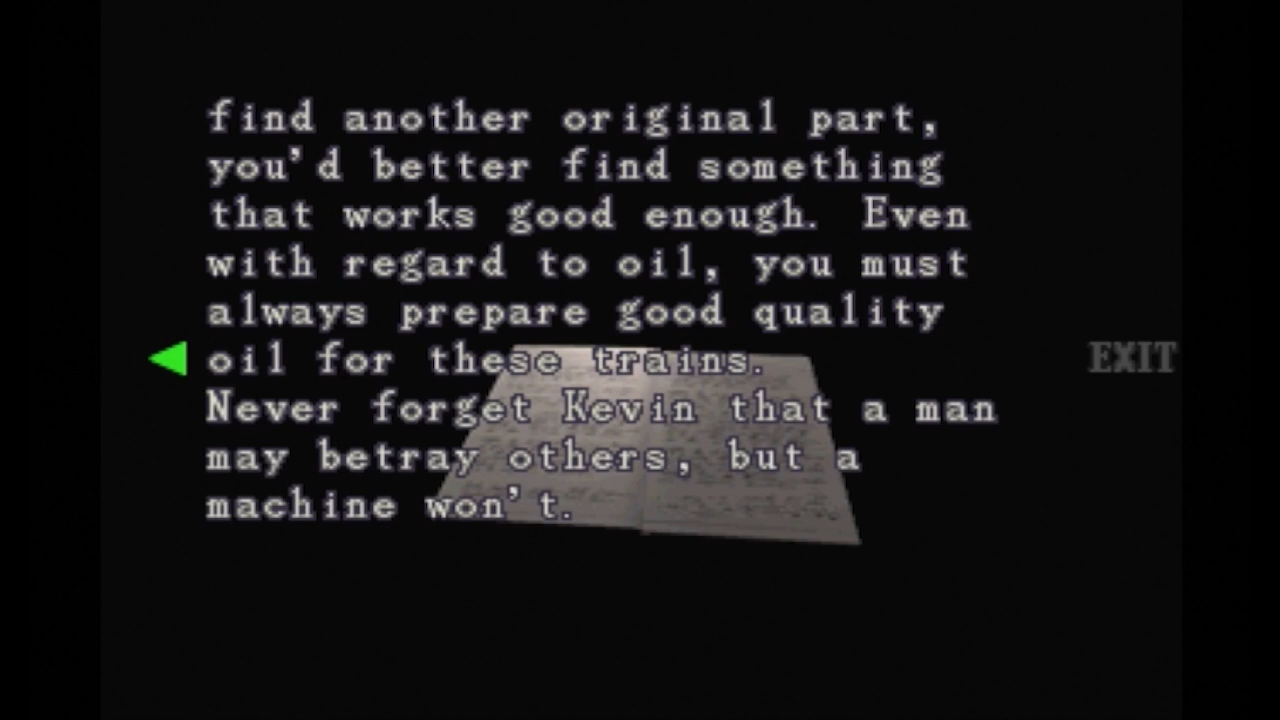 find another original part,
you'd better find something
that works good enough. Even
with regard to oil, you must
always prepare good quality
oil for these trains.
EXIT
Never forget Kevin that a man
may betray others, but a
machine won't.